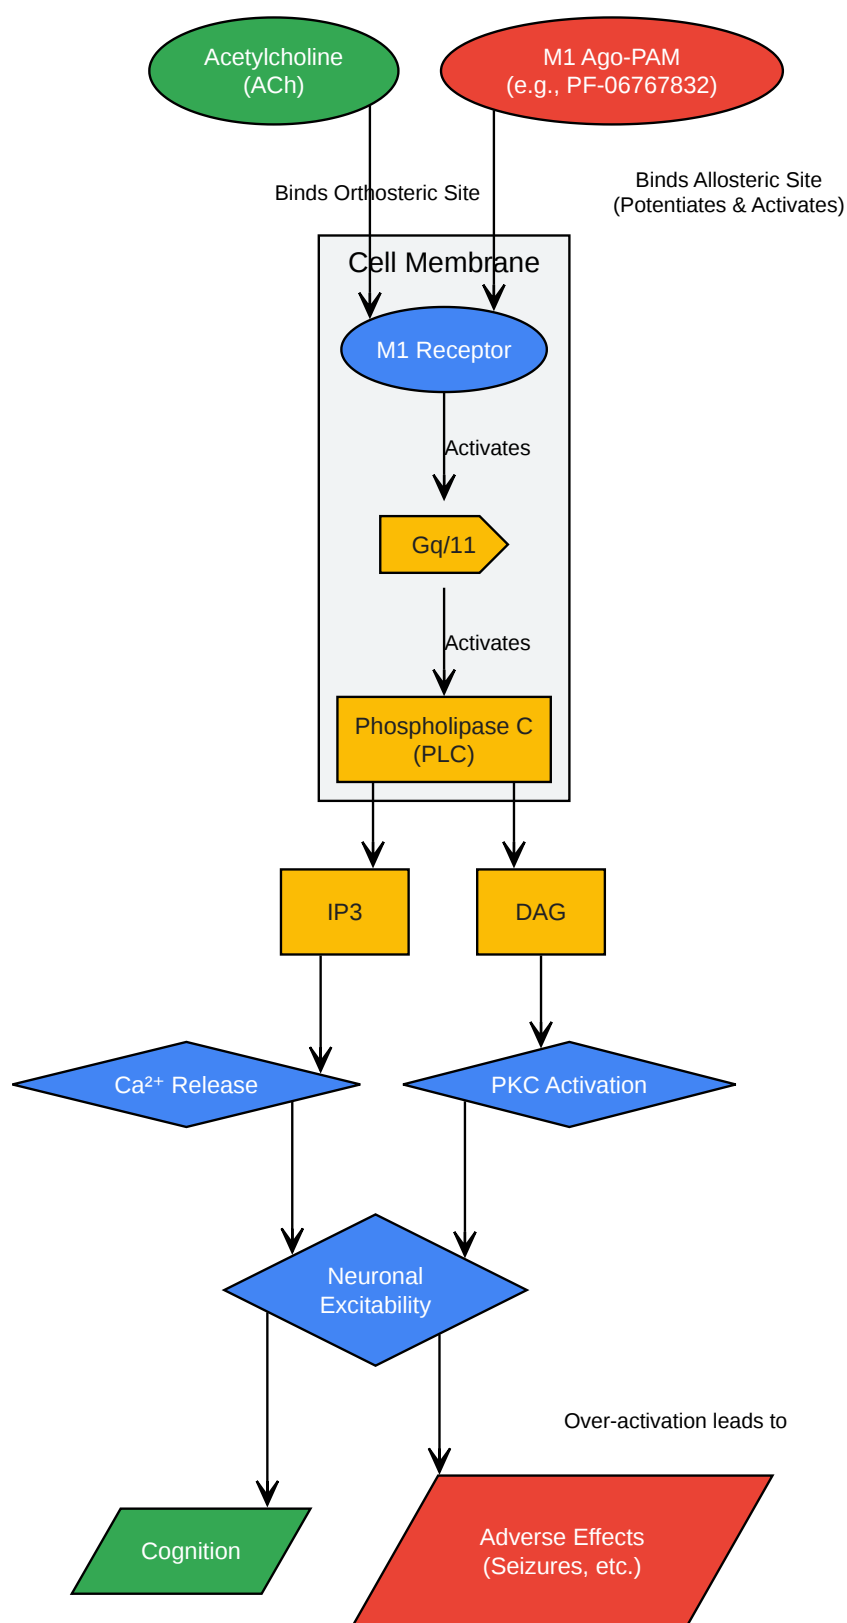 Acetylcholine
(ACh)
M1 Ago-PAM
(e.g., PF-06767832)
Binds Orthosteric Site
Binds Allosteric Site
(Potentiates & Activates)
Cell Membrane
M1 Receptor
Activates
Gq/11
Activates
Phospholipase C
(PLC)
IP3
DAG
Ca²⁺ Release
PKC Activation
Neuronal
Excitability
Over-activation leads to
Cognition
Adverse Effects
(Seizures, etc.)